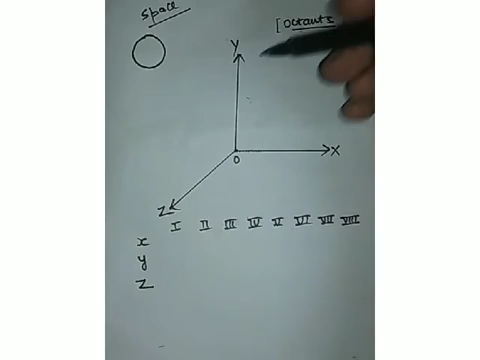 Space
[Octants
Y
X
O
Z
I II III IV V VI VII VIII
x
y
z